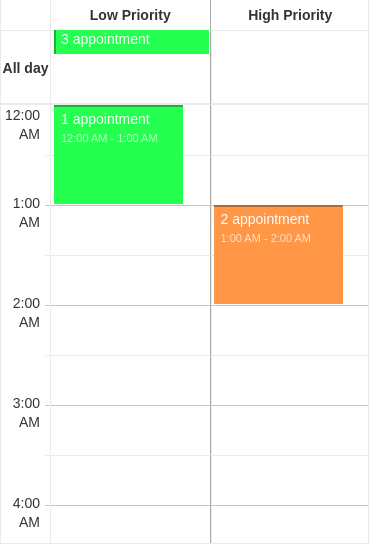 Low Priority
High Priority
All day
3 appointment
12:00 AM
1 appointment
12:00 AM - 1:00 AM
1:00 AM
2 appointment
1:00 AM - 2:00 AM
2:00 AM
3:00 AM
4:00 AM